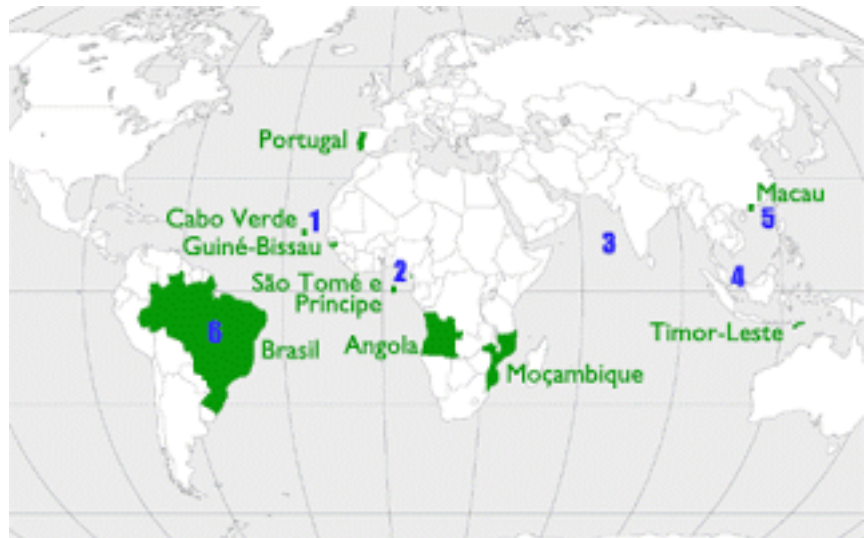 Portugal
Macau
5
Cabo Verde
1
Guiné-Bissau
3
2
4
São Tomé e
Príncipe
6
Brasil
Angola
Timor-Leste
Moçambique